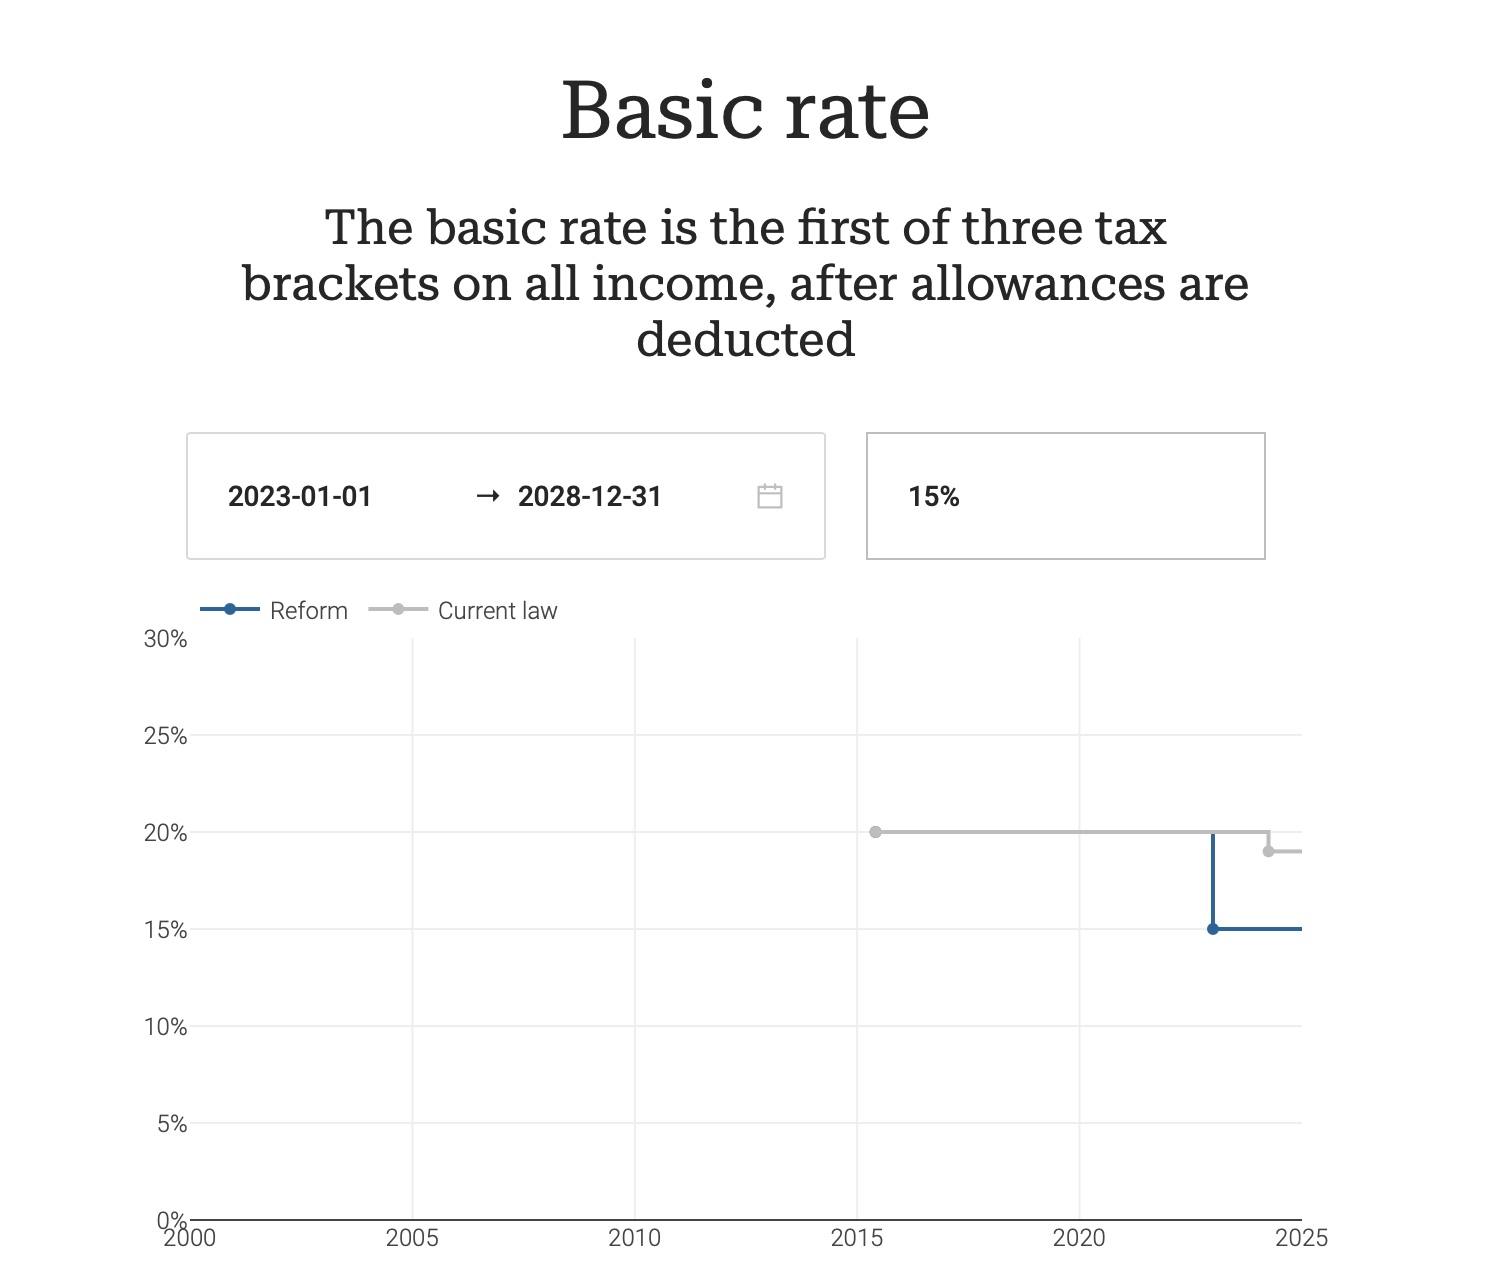 Basic rate
The basic rate is the first of three tax
brackets on all income, after allowances are
deducted
2023-01-01 → 2028-12-31
15%
Reform
Current law
30%
25%
20%
15%
10%
5%
0%
2000 2005 2010 2015 2020 2025